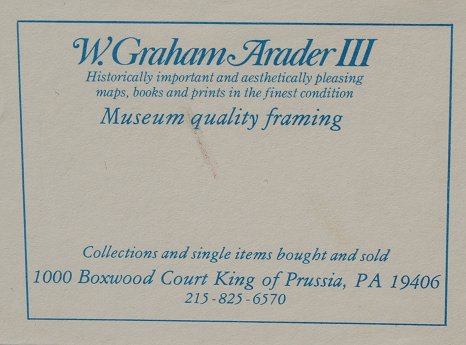 W. Graham Arader III
Historically important and aesthetically pleasing
maps, books and prints in the finest condition
Museum quality framing
Collections and single items bought and sold
1000 Boxwood Court King of Prussia, PA 19406
215-825-6570